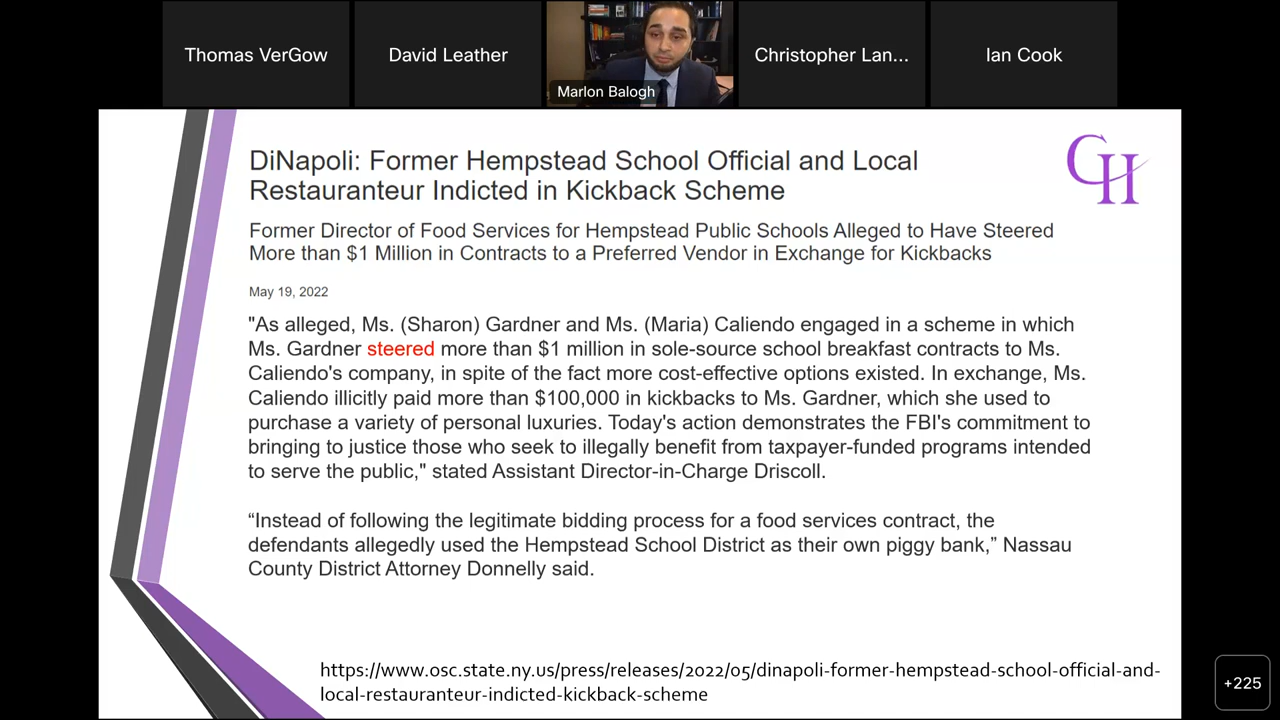 Thomas VerGow
David Leather
Marlon Balogh
Christopher Lan...
Ian Cook
CH
DiNapoli: Former Hempstead School Official and Local
Restauranteur Indicted in Kickback Scheme
Former Director of Food Services for Hempstead Public Schools Alleged to Have Steered
More than $1 Million in Contracts to a Preferred Vendor in Exchange for Kickbacks
May 19, 2022
"As alleged, Ms. (Sharon) Gardner and Ms. (Maria) Caliendo engaged in a scheme in which
Ms. Gardner steered more than $1 million in sole-source school breakfast contracts to Ms.
Caliendo's company, in spite of the fact more cost-effective options existed. In exchange, Ms.
Caliendo illicitly paid more than $100,000 in kickbacks to Ms. Gardner, which she used to
purchase a variety of personal luxuries. Today's action demonstrates the FBI's commitment to
bringing to justice those who seek to illegally benefit from taxpayer-funded programs intended
to serve the public," stated Assistant Director-in-Charge Driscoll.
“Instead of following the legitimate bidding process for a food services contract, the
defendants allegedly used the Hempstead School District as their own piggy bank,” Nassau
County District Attorney Donnelly said.
https://www.osc.state.ny.us/press/releases/2022/05/dinapoli-former-hempstead-school-official-and-
local-restauranteur-indicted-kickback-scheme
+225